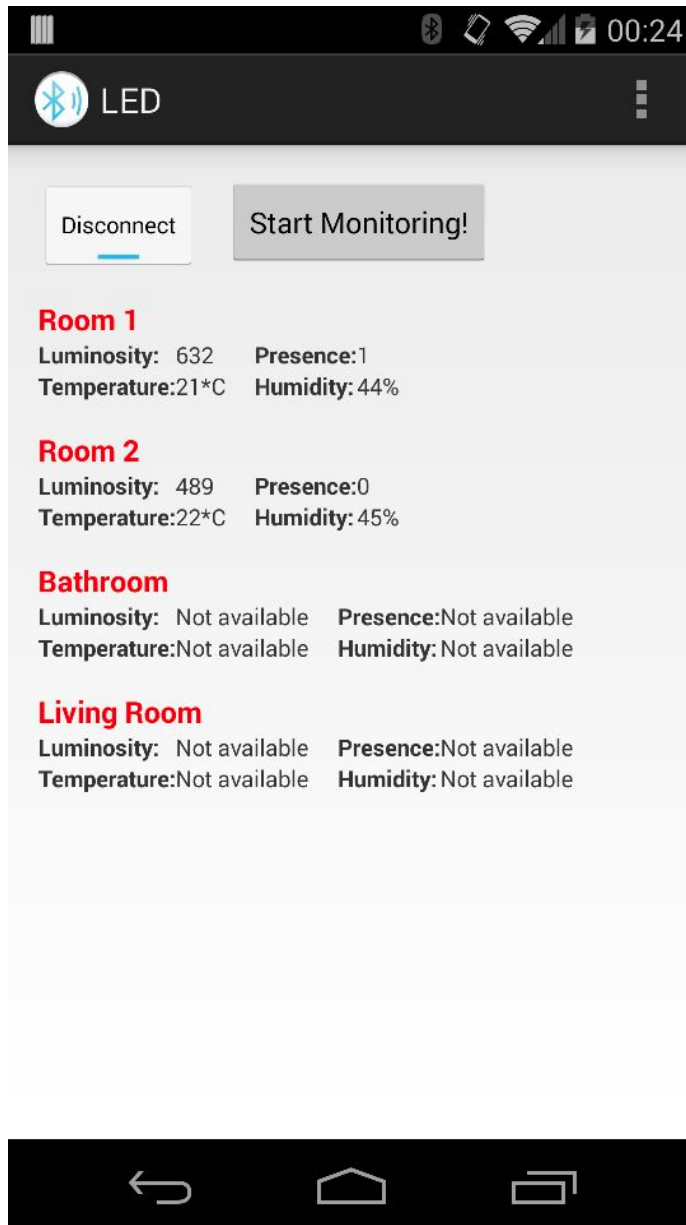 00:24
LED
Disconnect Start Monitoring!
Room 1
Luminosity: 632 Presence:1
Temperature:21*C Humidity: 44%
Room 2
Luminosity: 489 Presence:0
Temperature:22*C Humidity: 45%
Bathroom
Luminosity: Not available Presence:Not available
Temperature:Not available Humidity: Not available
Living Room
Luminosity: Not available Presence:Not available
Temperature:Not available Humidity: Not available